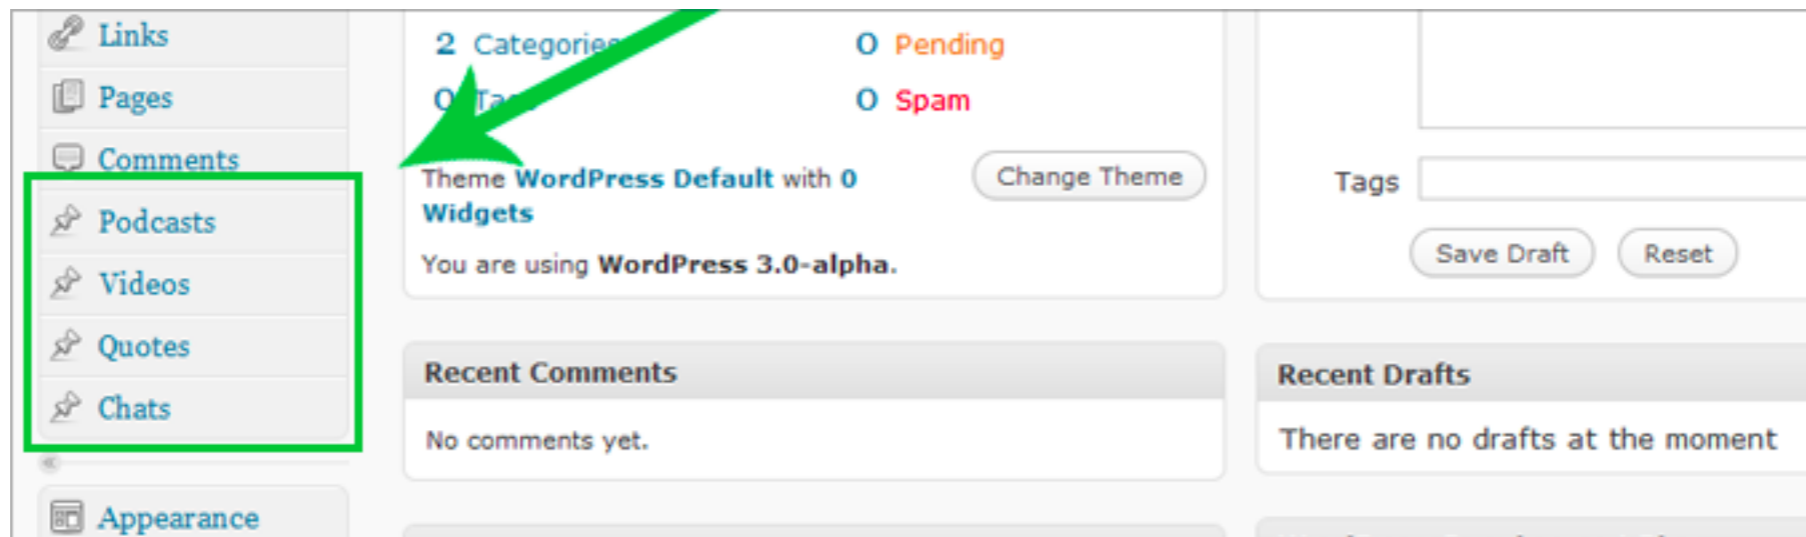 Links
Pages
Comments
Podcasts
Videos
Quotes
Chats
Appearance
2 Categories
0 Pending
0 Tags
0 Spam
Theme WordPress Default with 0
Widgets
Change Theme
You are using WordPress 3.0-alpha.
Recent Comments
No comments yet.
Tags
Save Draft
Reset
Recent Drafts
There are no drafts at the moment